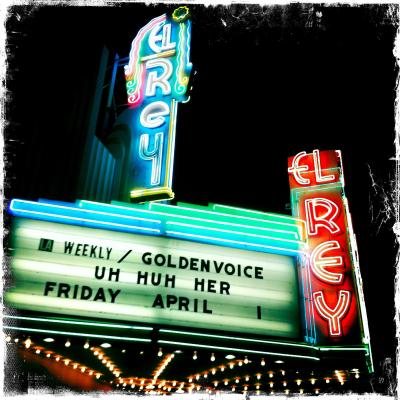 EL REY
LA WEEKLY / GOLDENVOICE
UH HUH HER
FRIDAY APRIL 1
EL REY